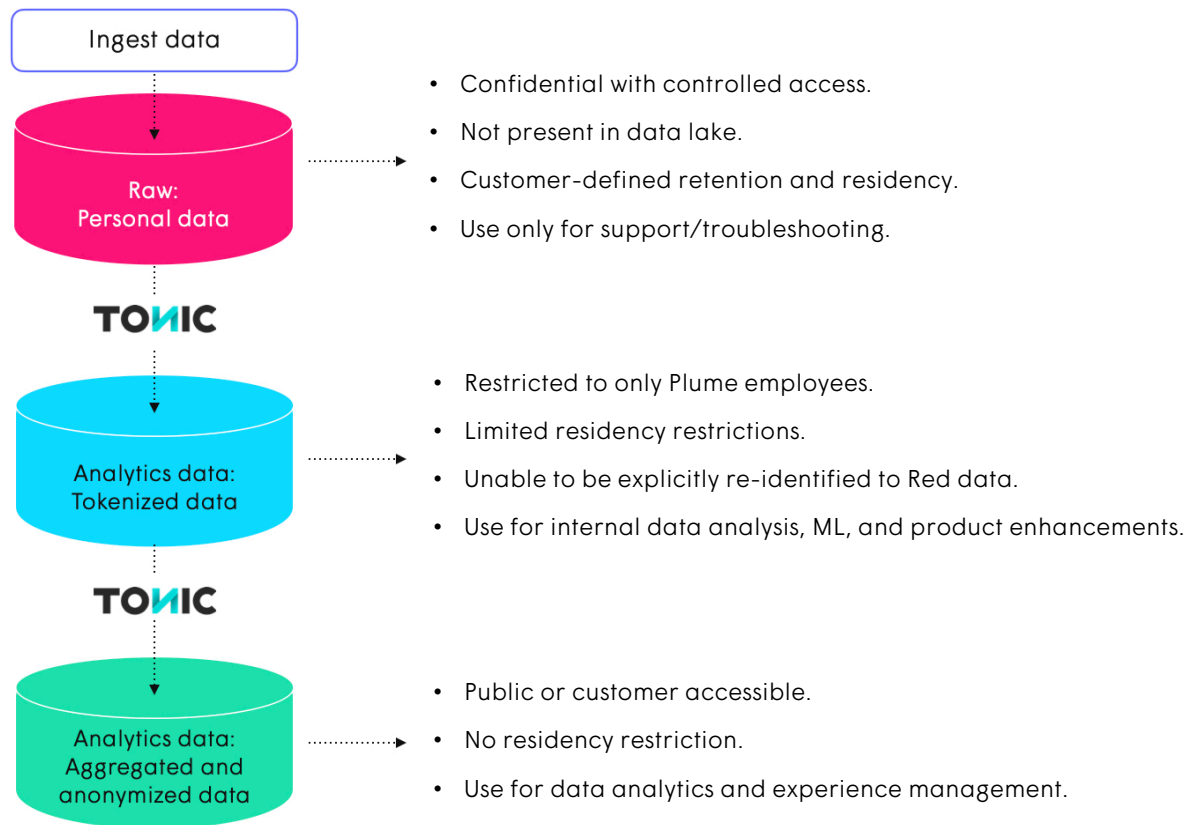 Ingest data
• Confidential with controlled access.
• Not present in data lake.
• Customer-defined retention and residency.
• Use only for support/troubleshooting.
Raw:
Personal data
TONIC
• Restricted to only Plume employees.
• Limited residency restrictions.
• Unable to be explicitly re-identified to Red data.
• Use for internal data analysis, ML, and product enhancements.
Analytics data:
Tokenized data
TONIC
• Public or customer accessible.
• No residency restriction.
• Use for data analytics and experience management.
Analytics data:
Aggregated and
anonymized data